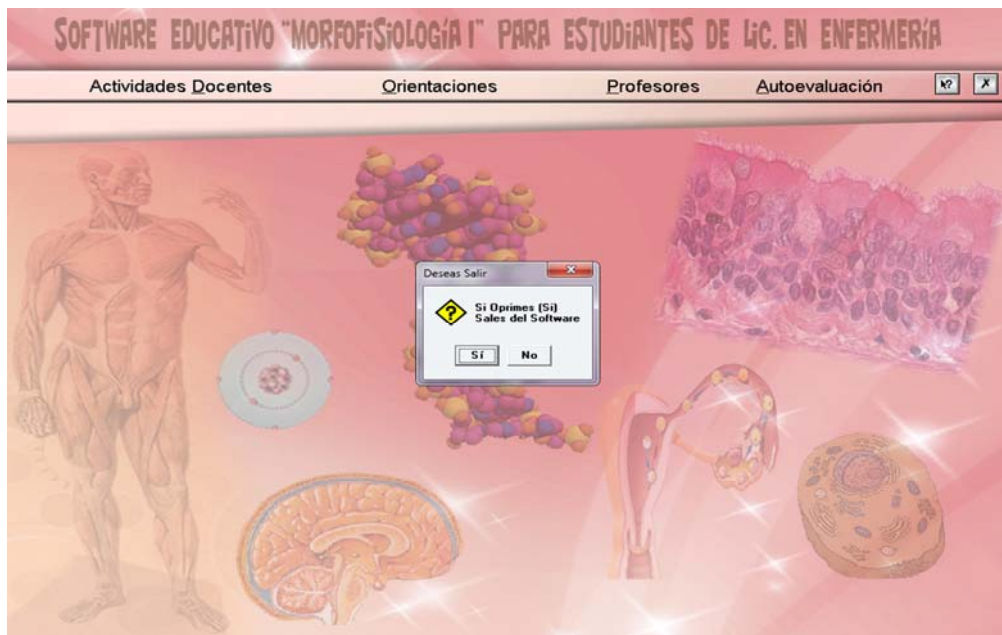 SOFTWARE EDUCATIVO "MORFOFISIOLOGÍA I" PARA ESTUDIANTES DE LIC. EN ENFERMERÍA
Actividades Docentes Orientaciones Profesores Autoevaluación
Deseas Salir
Si Oprimes (Si)
Sales del Software
Sí No